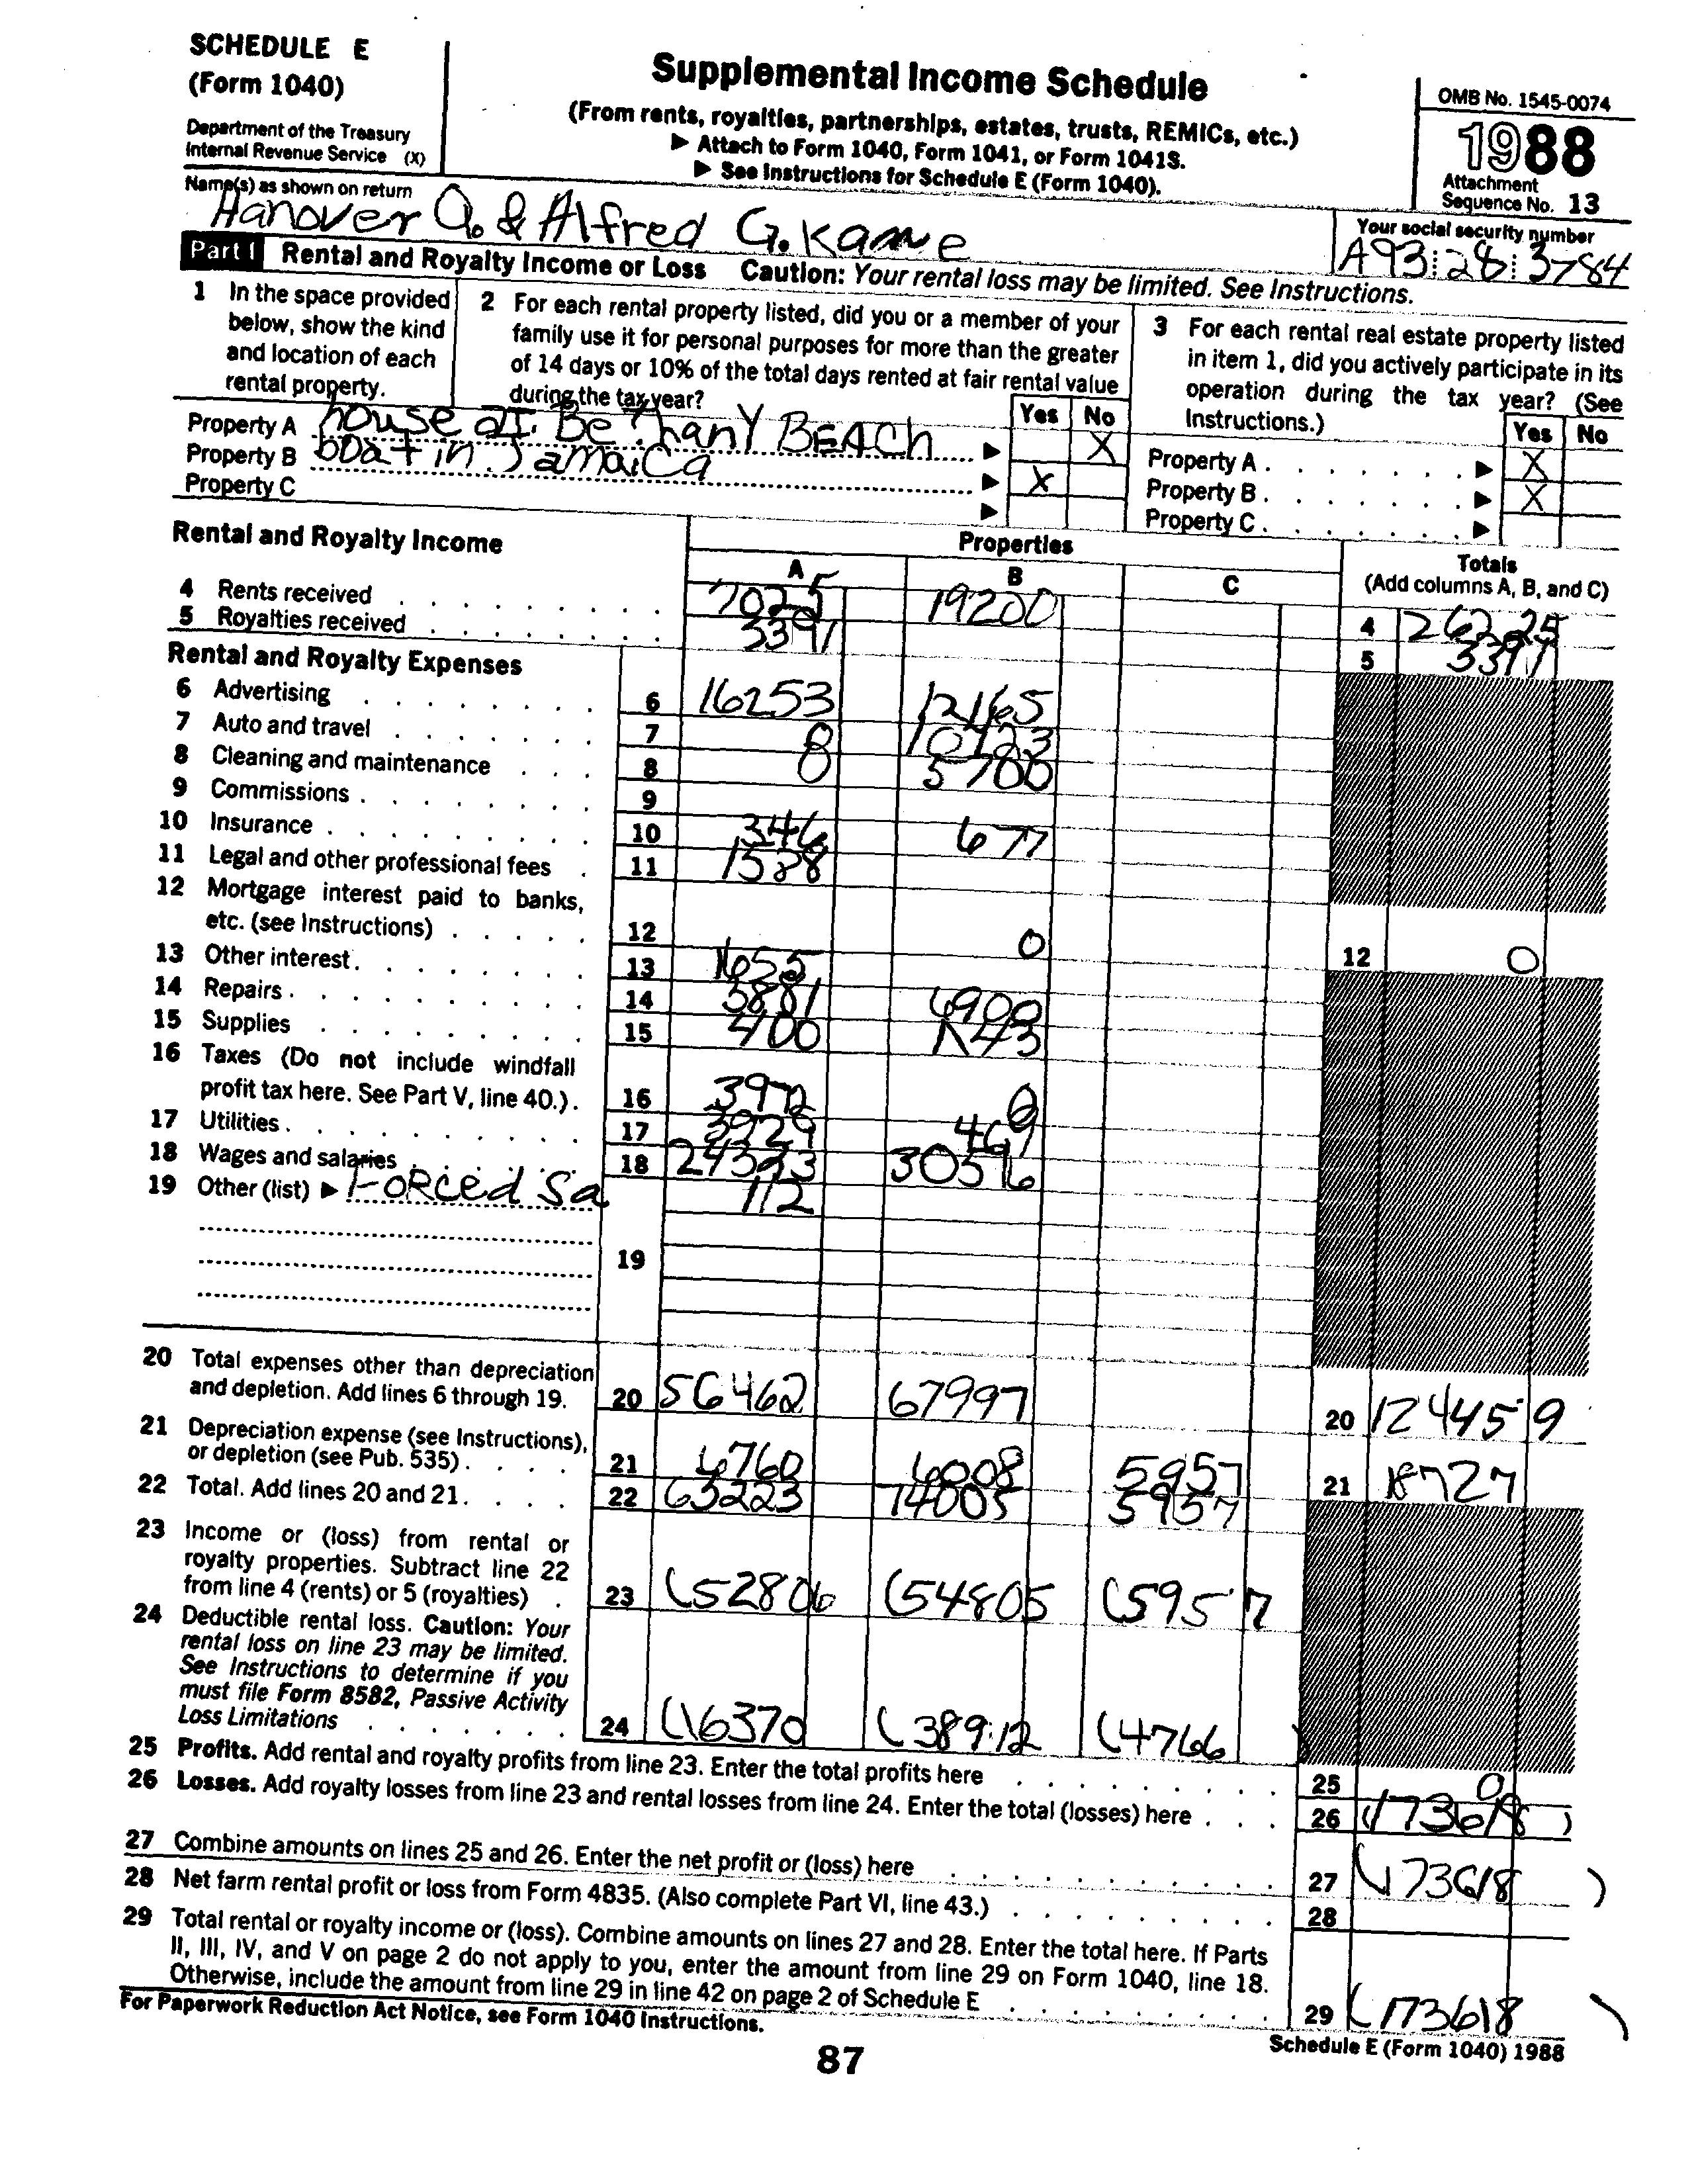 SCHEDULE E
(Form 1040)
Department of the Treasury
Internal Revenue Service (X)
Supplemental Income Schedule
(From rents, royalties, partnerships, estates, trusts, REMICs, etc.)
▶ Attach to Form 1040, Form 1041, or Form 1041S.
▶ See Instructions for Schedule E (Form 1040).
OMB No. 1545-0074
1988
Attachment
Sequence No. 13
Name(s) as shown on return
Hanover Q. & Alfred G. Kame
Your social security number
A93 28 3784
Part I Rental and Royalty Income or Loss Caution: Your rental loss may be limited. See Instructions.
1 In the space provided
below, show the kind
and location of each
rental property.
2 For each rental property listed, did you or a member of your
family use it for personal purposes for more than the greater
of 14 days or 10% of the total days rented at fair rental value
during the tax year?
3 For each rental real estate property listed
in item 1, did you actively participate in its
operation during the tax year? (See
Instructions.)
Yes No
Yes No
Property A house at Bethany BEACh ▶ X
Property B boat in Jamaica ▶ X
Property C ▶
Property A . . . . . . . ▶ X
Property B . . . . . . . ▶ X
Property C . . . . . . . ▶
Rental and Royalty Income
Properties
A B C
Totals
(Add columns A, B, and C)
4 Rents received 7025 19200 4 26225
5 Royalties received 3391 5 3391
Rental and Royalty Expenses
6 Advertising 6 16253 12165
7 Auto and travel 7 8 10123
8 Cleaning and maintenance 8 0 5700
9 Commissions 9
10 Insurance 10 346 677
11 Legal and other professional fees 11 1588
12 Mortgage interest paid to banks,
etc. (see Instructions) 12 0 12 0
13 Other interest 13 1655
14 Repairs 14 3881
15 Supplies 15 400
16 Taxes (Do not include windfall
profit tax here. See Part V, line 40.) 16 3972 0
17 Utilities 17 3929 469
18 Wages and salaries 18 30596
19 Other (list) ▶ FORCed Sa 112
19
20 Total expenses other than depreciation
and depletion. Add lines 6 through 19. 20 56462 67997 20 124459
21 Depreciation expense (see Instructions),
or depletion (see Pub. 535) 21 6760 6008 5957 21 18727
22 Total. Add lines 20 and 21 22 63223 74005 5957
23 Income or (loss) from rental or
royalty properties. Subtract line 22
from line 4 (rents) or 5 (royalties) 23 (52806 (54805 (5957
24 Deductible rental loss. Caution: Your
rental loss on line 23 may be limited.
See Instructions to determine if you
must file Form 8582, Passive Activity
Loss Limitations 24 (16370 (38912 (4766 )
25 Profits. Add rental and royalty profits from line 23. Enter the total profits here 25 0
26 Losses. Add royalty losses from line 23 and rental losses from line 24. Enter the total (losses) here 26 (173618 )
27 Combine amounts on lines 25 and 26. Enter the net profit or (loss) here 27 (173618 )
28 Net farm rental profit or loss from Form 4835. (Also complete Part VI, line 43.) 28
29 Total rental or royalty income or (loss). Combine amounts on lines 27 and 28. Enter the total here. If Parts
II, III, IV, and V on page 2 do not apply to you, enter the amount from line 29 on Form 1040, line 18.
Otherwise, include the amount from line 29 in line 42 on page 2 of Schedule E 29 (173618 )
For Paperwork Reduction Act Notice, see Form 1040 Instructions.
Schedule E (Form 1040) 1988
87